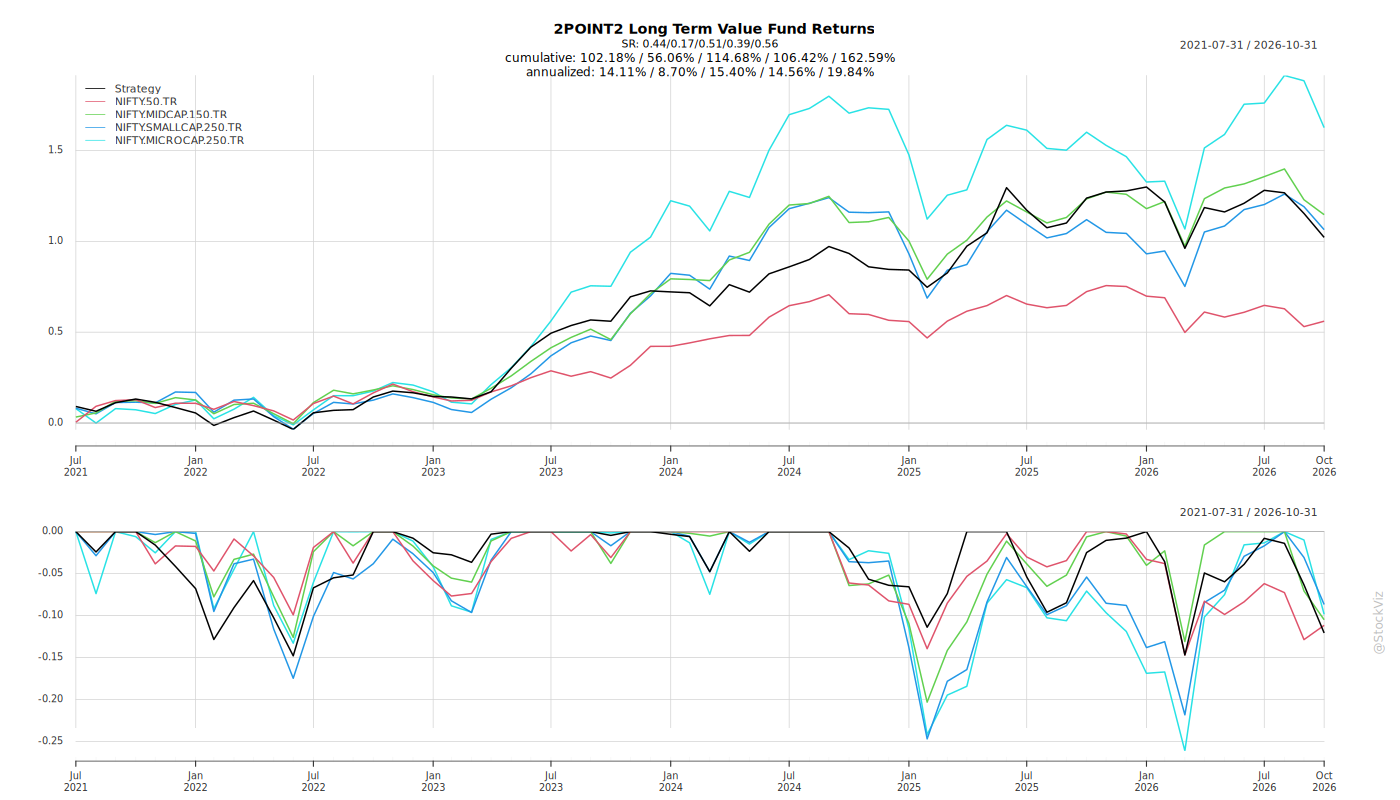 2POINT2 Long Term Value Fund Returns
SR: 0.44/0.17/0.51/0.39/0.56
cumulative: 102.18% / 56.06% / 114.68% / 106.42% / 162.59%
annualized: 14.11% / 8.70% / 15.40% / 14.56% / 19.84%
2021-07-31 / 2026-10-31
Strategy
NIFTY.50.TR
NIFTY.MIDCAP.150.TR
NIFTY.SMALLCAP.250.TR
NIFTY.MICROCAP.250.TR
1.5
1.0
0.5
0.0
Jul Jan Jul Jan Jul Jan Jul Jan Jul Jan Jul Oct
2021 2022 2022 2023 2023 2024 2024 2025 2025 2026 2026 2026
2021-07-31 / 2026-10-31
0.00
-0.05
-0.10
-0.15
-0.20
-0.25
Jul Jan Jul Jan Jul Jan Jul Jan Jul Jan Jul Oct
2021 2022 2022 2023 2023 2024 2024 2025 2025 2026 2026 2026
@StockViz